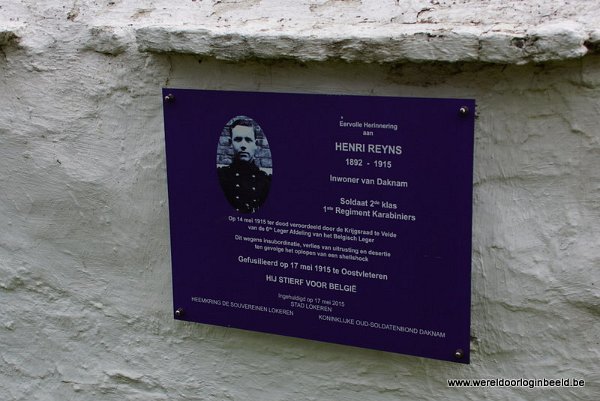 Eervolle Herinnering
aan
HENRI REYNS
1892 - 1915
Inwoner van Daknam
Soldaat 2de klas
1ste Regiment Karabiniers
Op 14 mei 1915 ter dood veroordeeld door de Krijgsraad te Velde
van de 6de Leger Afdeling van het Belgisch Leger
Dit wegens insubordinatie, verlies van uitrusting en desertie
ten gevolge het oplopen van een shellshock
Gefusilleerd op 17 mei 1915 te Oostvleteren
HIJ STIERF VOOR BELGIË
Ingehuldigd op 17 mei 2015
STAD LOKEREN
HEEMKRING DE SOUVEREINEN LOKEREN
KONINKLIJKE OUD-SOLDATENBOND DAKNAM
www.wereldoorloginbeeld.be